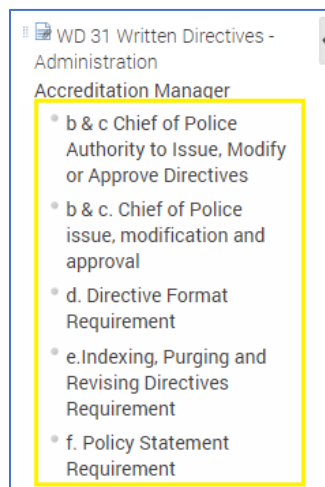 WD 31 Written Directives -
Administration
Accreditation Manager
b & c Chief of Police
Authority to Issue, Modify
or Approve Directives
b & c. Chief of Police
issue, modification and
approval
d. Directive Format
Requirement
e.Indexing, Purging and
Revising Directives
Requirement
f. Policy Statement
Requirement